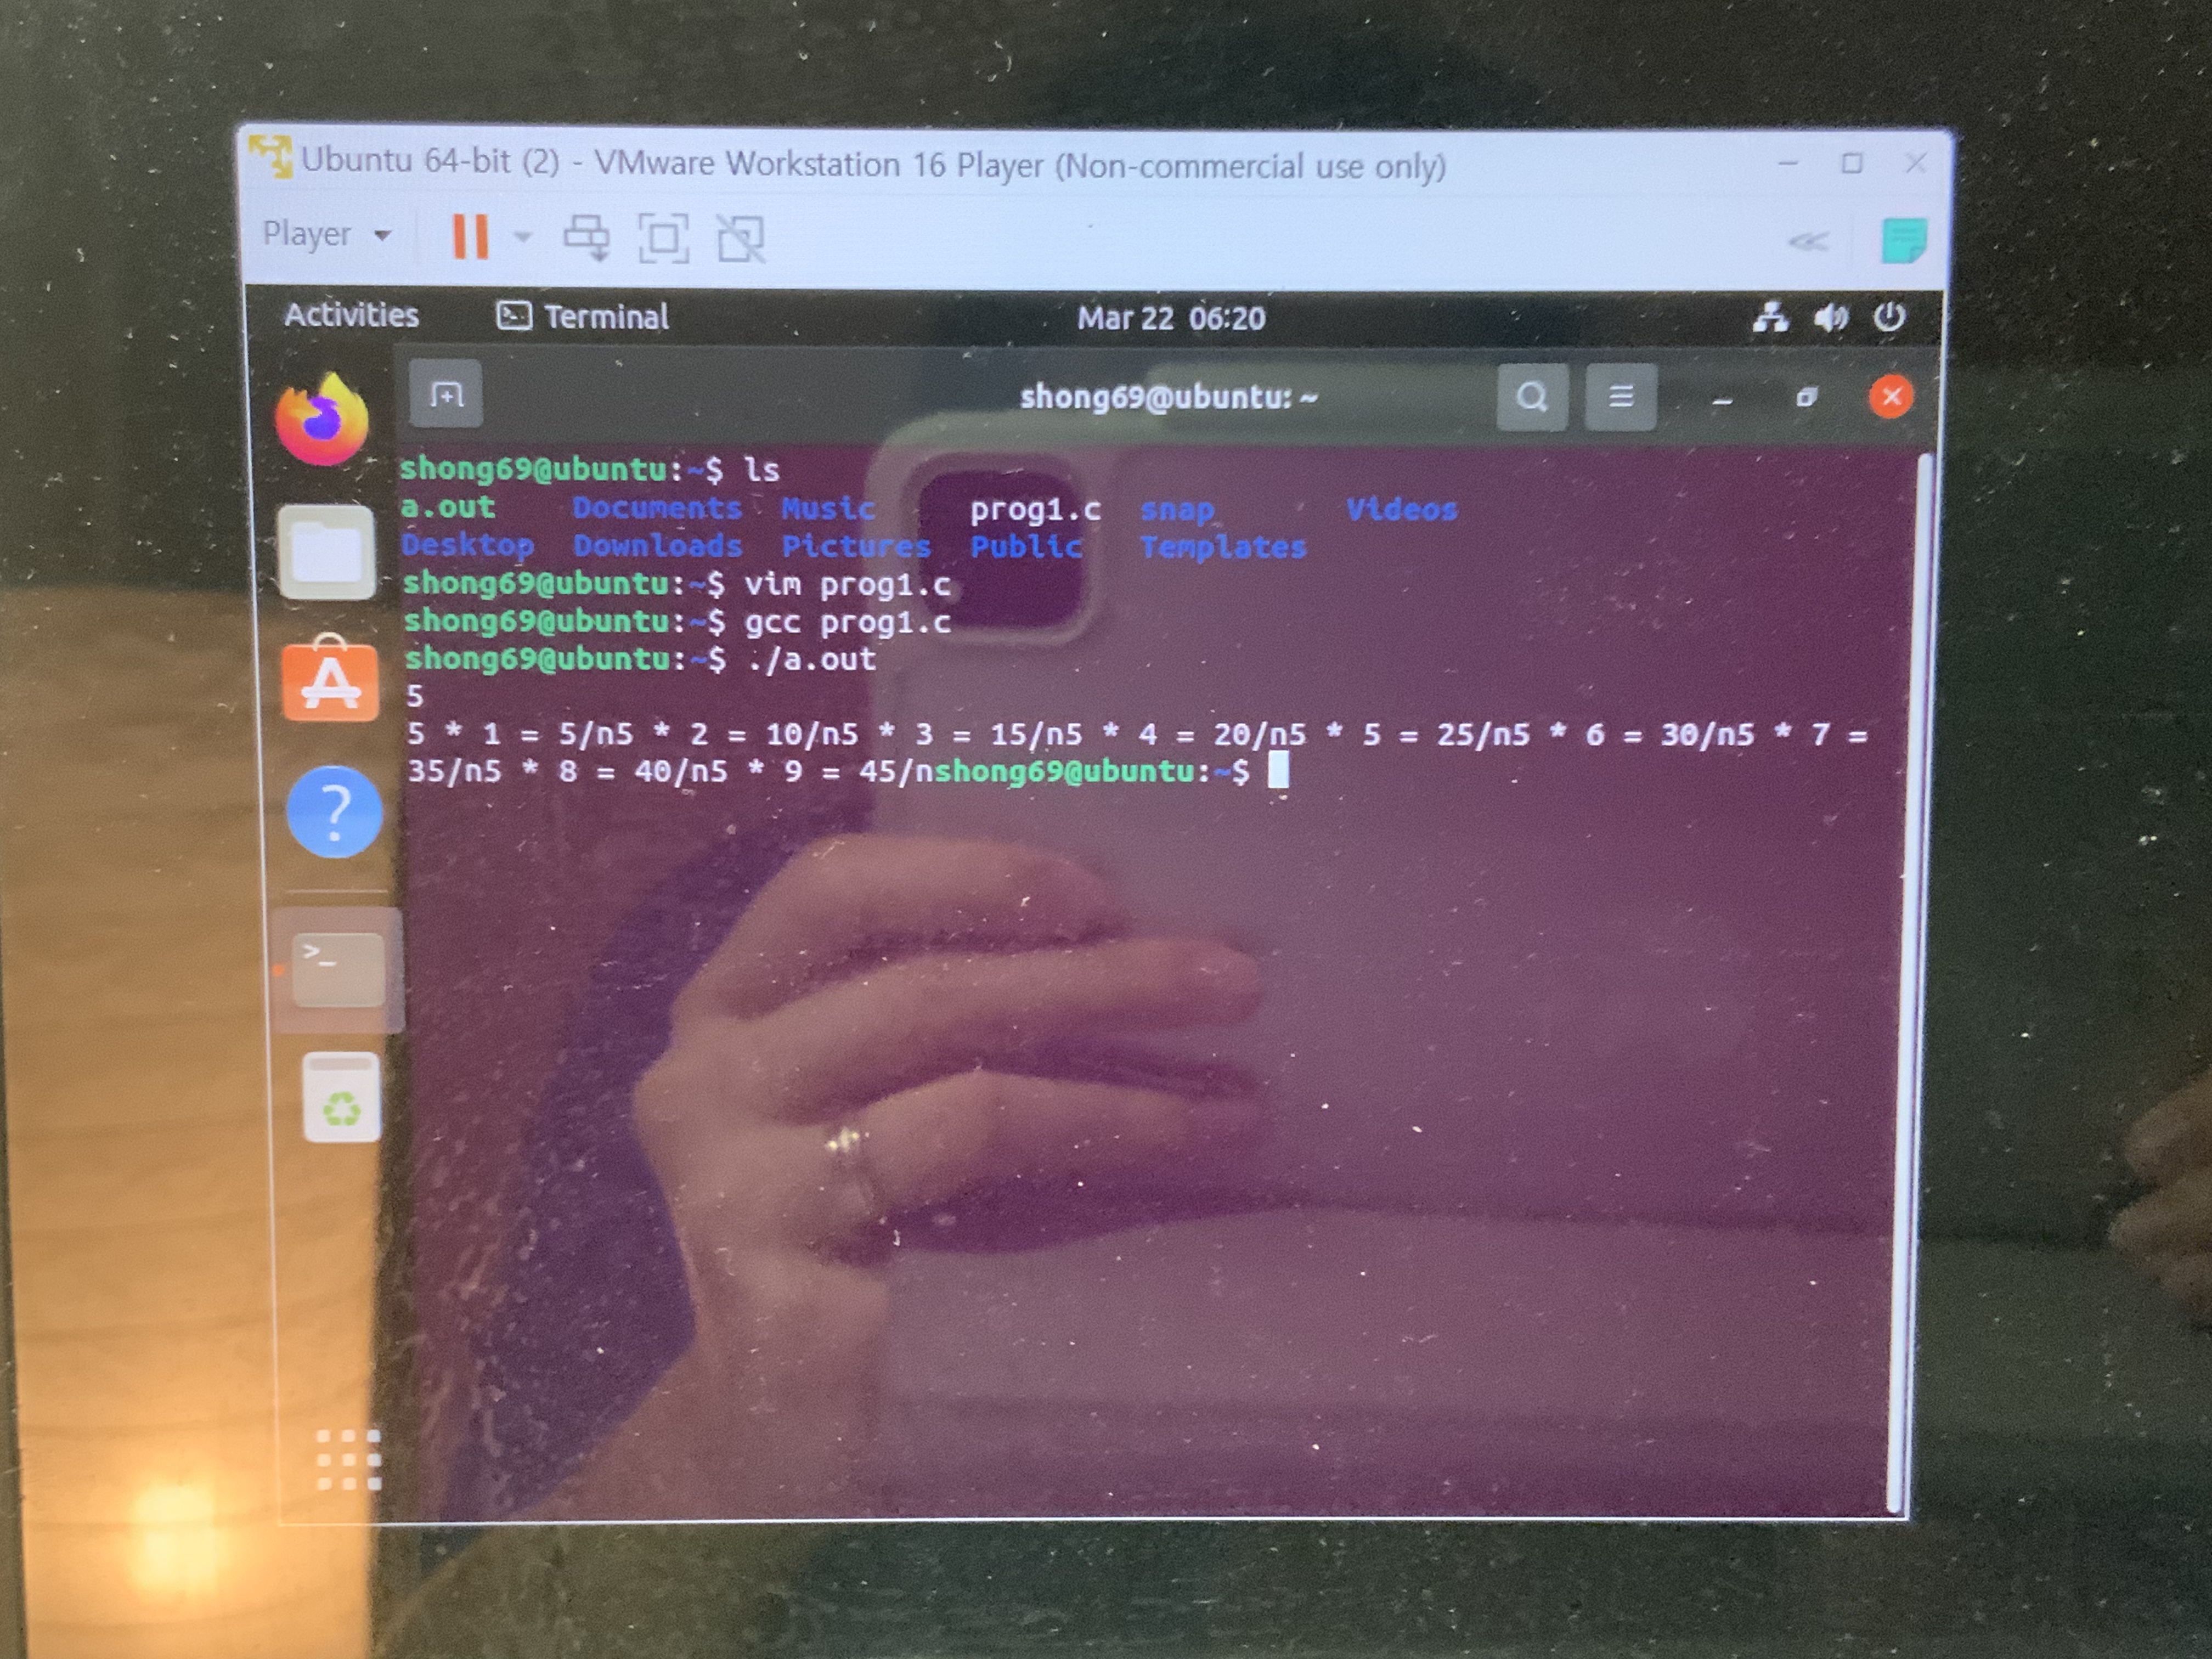 Ubuntu 64-bit (2) - VMware Workstation 16 Player (Non-commercial use only)
Player
Activities Terminal Mar 22 06:20
shong69@ubuntu: ~
shong69@ubuntu:~$ ls
a.out Documents Music prog1.c snap Videos
Desktop Downloads Pictures Public Templates
shong69@ubuntu:~$ vim prog1.c
shong69@ubuntu:~$ gcc prog1.c
shong69@ubuntu:~$ ./a.out
5
5 * 1 = 5/n5 * 2 = 10/n5 * 3 = 15/n5 * 4 = 20/n5 * 5 = 25/n5 * 6 = 30/n5 * 7 =
35/n5 * 8 = 40/n5 * 9 = 45/nshong69@ubuntu:~$